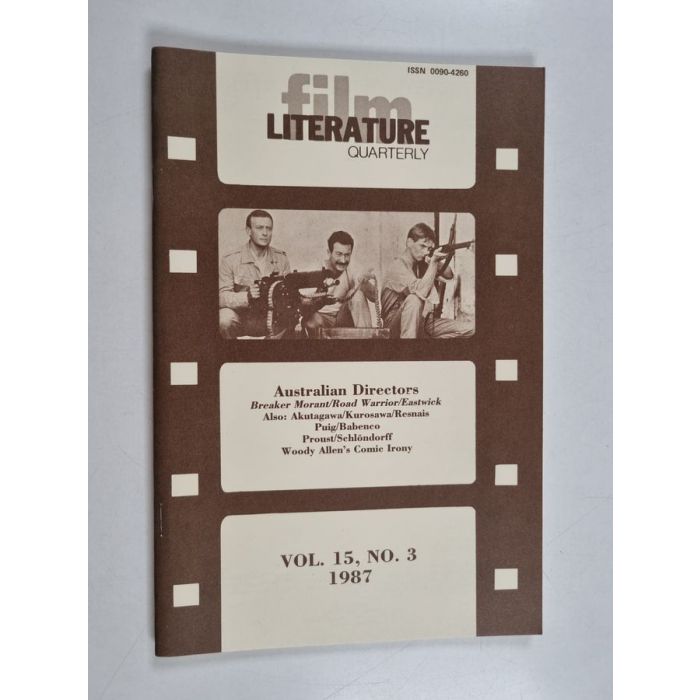 ISSN 0090-4260
film
LITERATURE
QUARTERLY
Australian Directors
Breaker Morant/Road Warrior/Eastwick
Also: Akutagawa/Kurosawa/Resnais
Puig/Babenco
Proust/Schlöndorff
Woody Allen's Comic Irony
VOL. 15, NO. 3
1987